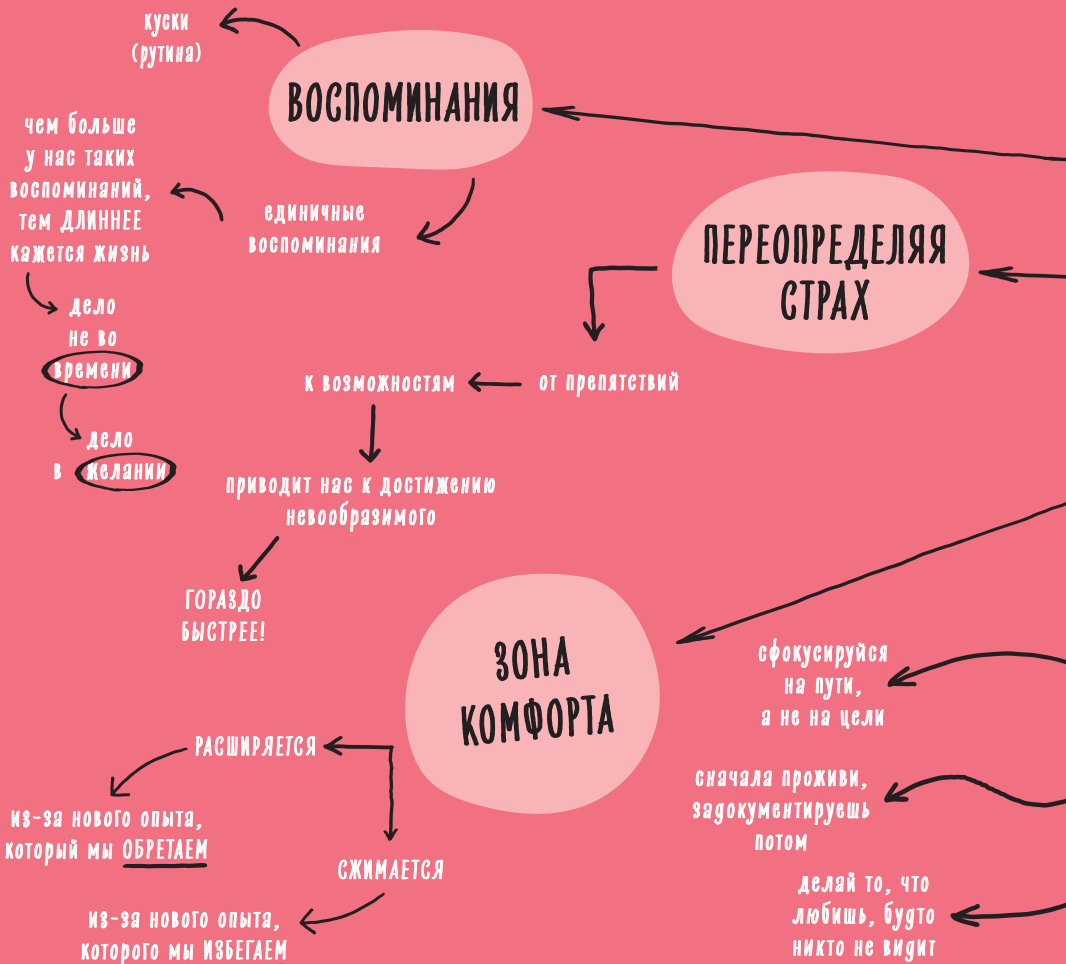 куски
(рутина)
ВОСПОМИНАНИЯ
чем больше
у нас таких
воспоминаний,
тем ДЛИННЕЕ
кажется жизнь
единичные
воспоминания
дело
не во
времени
дело
в желании
ПЕРЕОПРЕДЕЛЯЯ
СТРАХ
от препятствий
к возможностям
приводит нас к достижению
невообразимого
ГОРАЗДО
БЫСТРЕЕ!
ЗОНА
КОМФОРТА
РАСШИРЯЕТСЯ
из-за нового опыта,
который мы ОБРЕТАЕМ
СЖИМАЕТСЯ
из-за нового опыта,
которого мы ИЗБЕГАЕМ
сфокусируйся
на пути,
а не на цели
сначала проживи,
задокументируешь
потом
делай то, что
любишь, будто
никто не видит